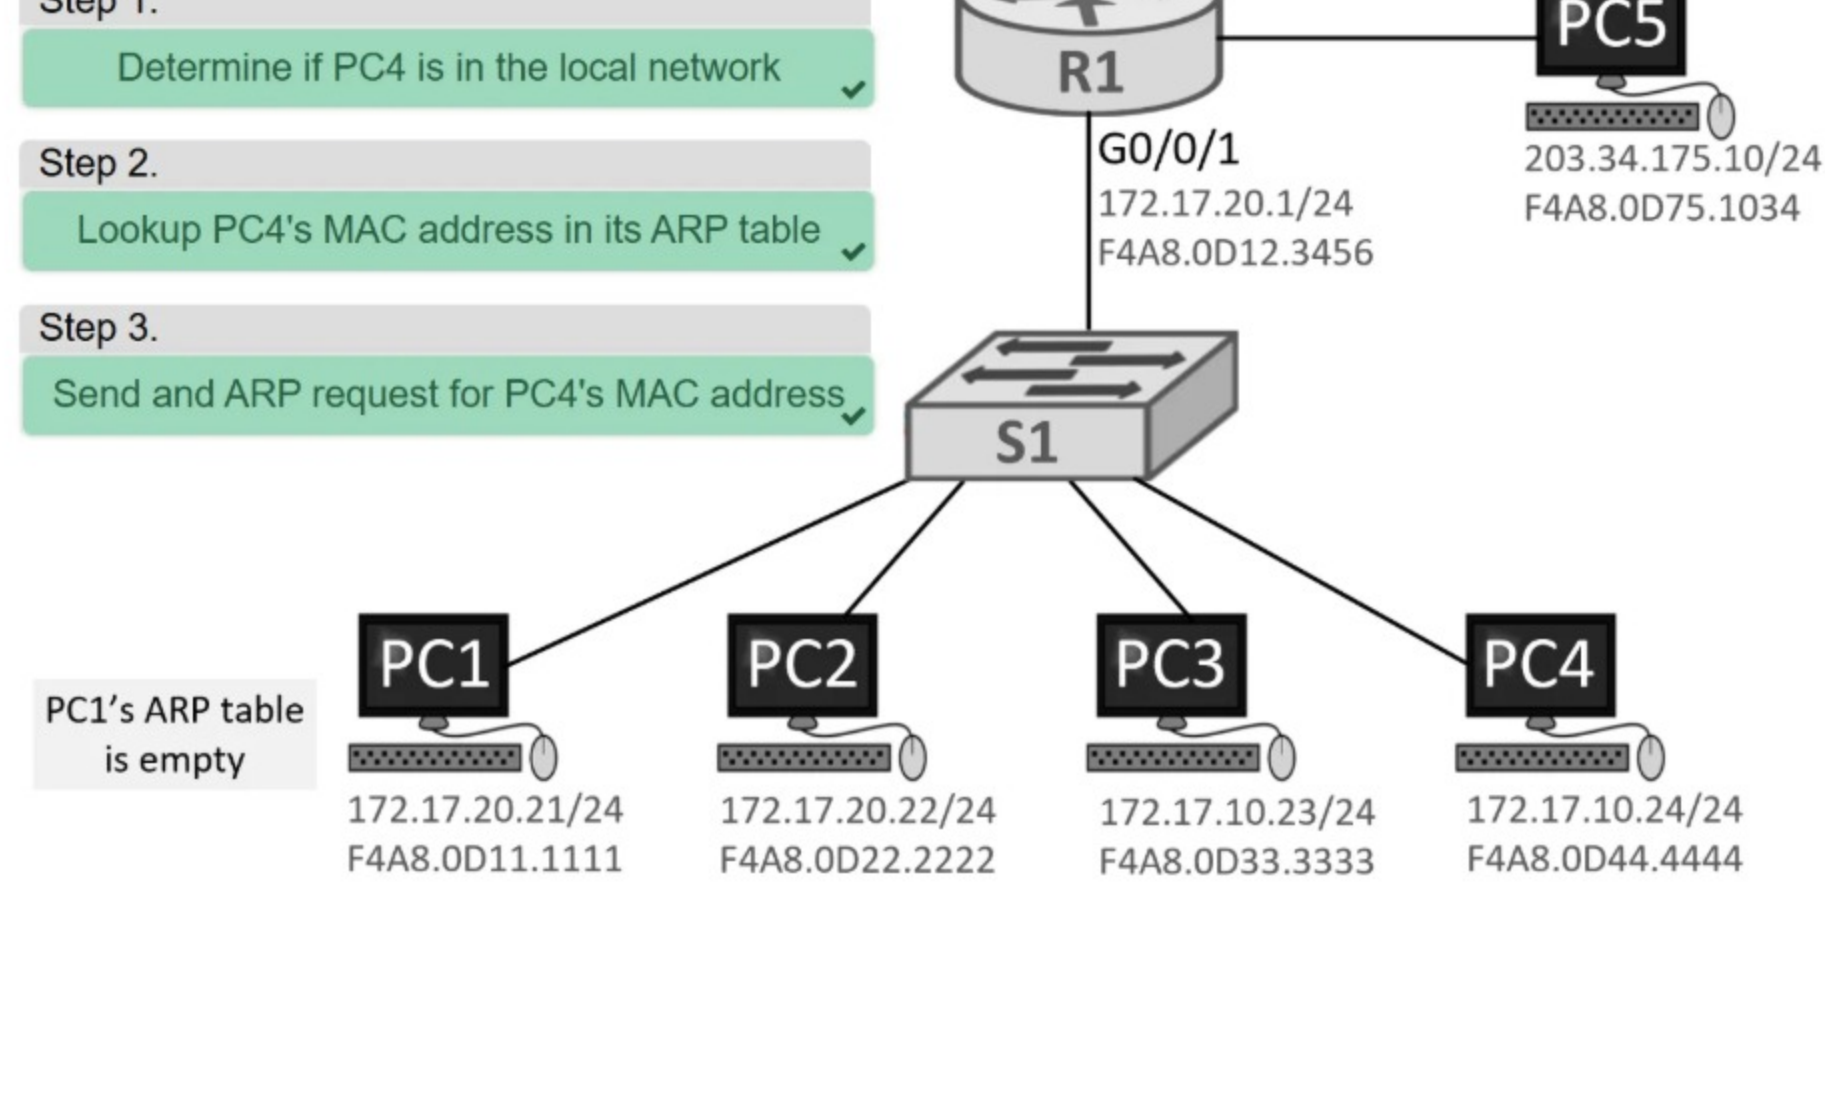 Step 1.
Determine if PC4 is in the local network
Step 2.
Lookup PC4's MAC address in its ARP table
Step 3.
Send and ARP request for PC4's MAC address
R1
PC5
203.34.175.10/24
F4A8.0D75.1034
G0/0/1
172.17.20.1/24
F4A8.0D12.3456
S1
PC1's ARP table
is empty
PC1
172.17.20.21/24
F4A8.0D11.1111
PC2
172.17.20.22/24
F4A8.0D22.2222
PC3
172.17.10.23/24
F4A8.0D33.3333
PC4
172.17.10.24/24
F4A8.0D44.4444